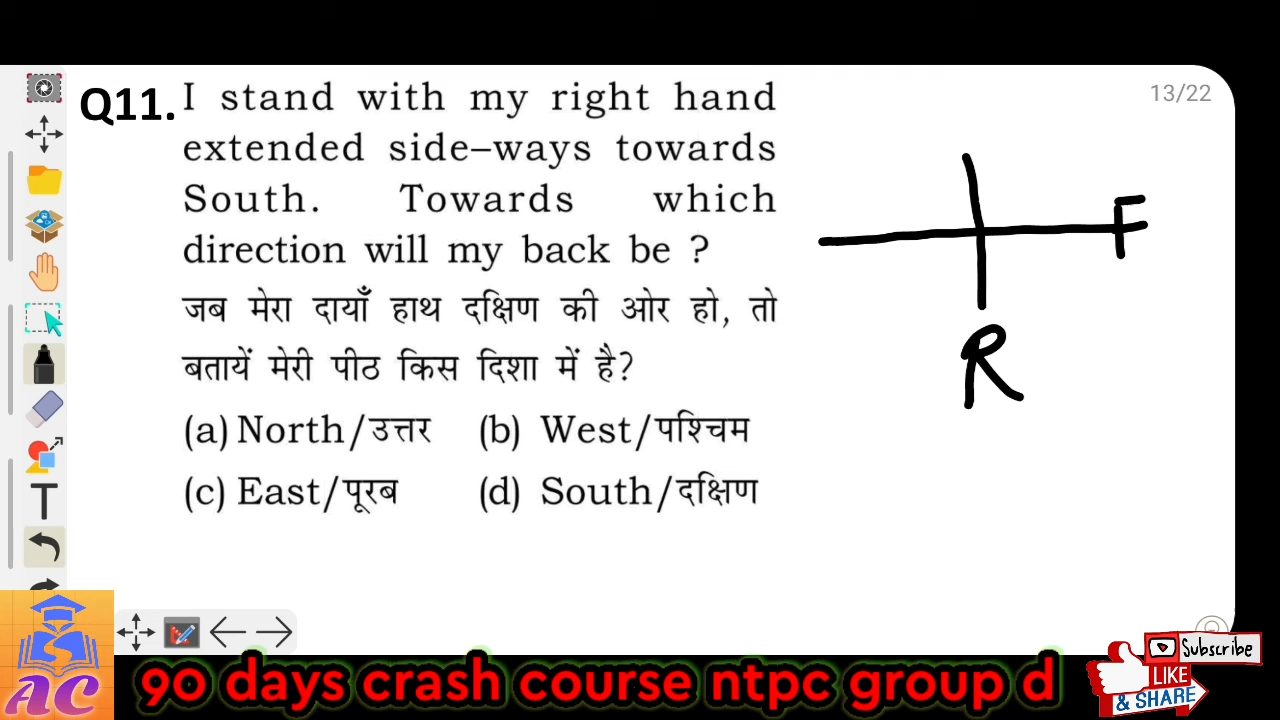 13/22
Q11. I stand with my right hand
extended side–ways towards
South. Towards which
direction will my back be ?
जब मेरा दायाँ हाथ दक्षिण की ओर हो, तो
बतायें मेरी पीठ किस दिशा में है?
(a) North/उत्तर (b) West/पश्चिम
(c) East/पूरब (d) South/दक्षिण
F
R
T
S
AC
90 days crash course ntpc group d
Subscribe
LIKE
& SHARE